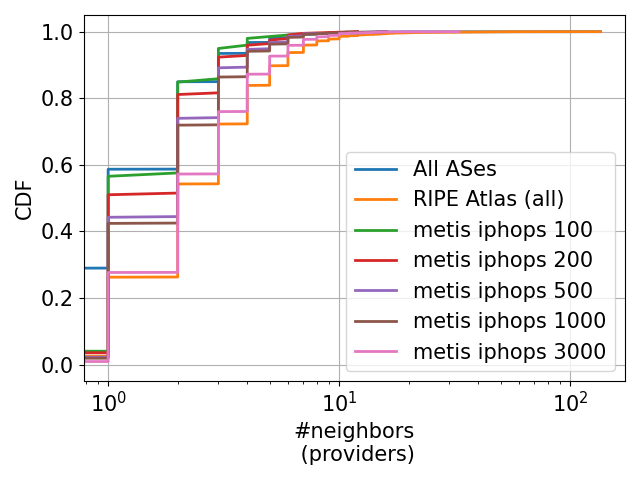 1.0
0.8
0.6
0.4
0.2
0.0
CDF
All ASes
RIPE Atlas (all)
metis iphops 100
metis iphops 200
metis iphops 500
metis iphops 1000
metis iphops 3000
10⁰
10¹
10²
#neighbors
(providers)